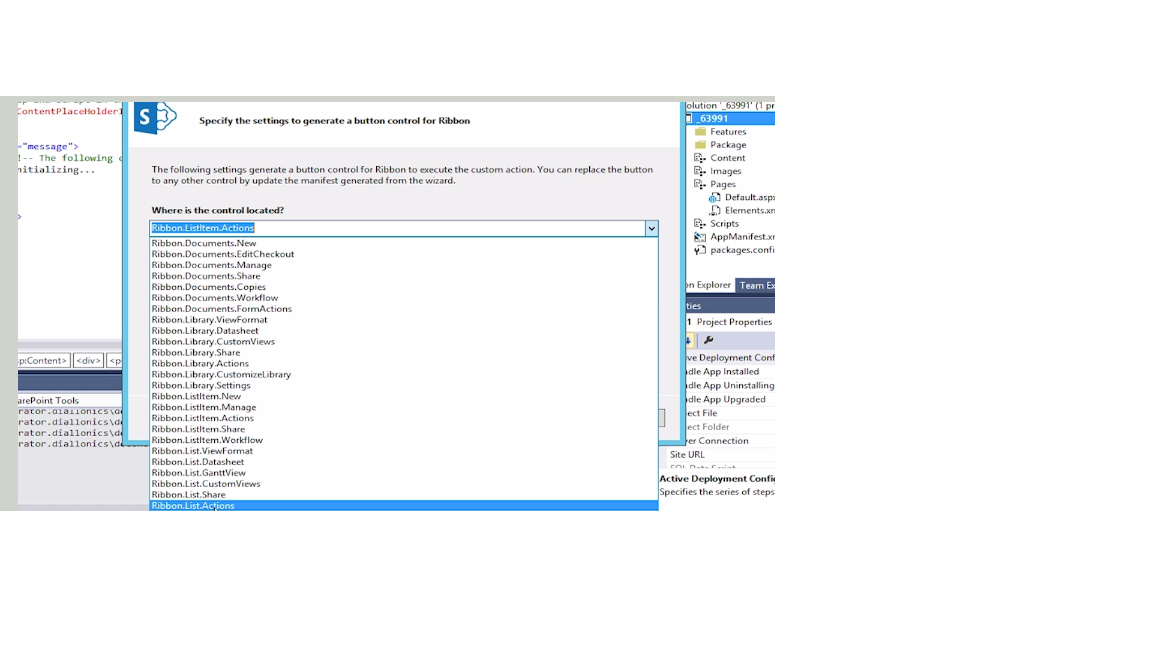 ContentPlaceHolder
="message">
!-- The following
nitializing...
>
p:Content> <div>
arePoint Tools
rator.diallonics\
rator.diallonics\
rator.diallonics\
rator.diallonics\
S
Specify the settings to generate a button control for Ribbon
The following settings generate a button control for Ribbon to execute the custom action. You can replace the button
to any other control by update the manifest generated from the wizard.
Where is the control located?
Ribbon.ListItem.Actions
Ribbon.Documents.New
Ribbon.Documents.EditCheckout
Ribbon.Documents.Manage
Ribbon.Documents.Share
Ribbon.Documents.Copies
Ribbon.Documents.Workflow
Ribbon.Documents.FormActions
Ribbon.Library.ViewFormat
Ribbon.Library.Datasheet
Ribbon.Library.CustomViews
Ribbon.Library.Share
Ribbon.Library.Actions
Ribbon.Library.CustomizeLibrary
Ribbon.Library.Settings
Ribbon.ListItem.New
Ribbon.ListItem.Manage
Ribbon.ListItem.Actions
Ribbon.ListItem.Share
Ribbon.ListItem.Workflow
Ribbon.List.ViewFormat
Ribbon.List.Datasheet
Ribbon.List.GanttView
Ribbon.List.CustomViews
Ribbon.List.Share
Ribbon.List.Actions
olution '_63991' (1 pr
_63991
Features
Package
Content
Images
Pages
Default.asp
Elements.xn
Scripts
AppManifest.xr
packages.confi
on Explorer Team Ex
ties
1 Project Properties
ve Deployment Conf
dle App Installed
dle App Uninstalling
dle App Upgraded
ect File
ect Folder
ver Connection
Site URL
Active Deployment Config
Specifies the series of steps